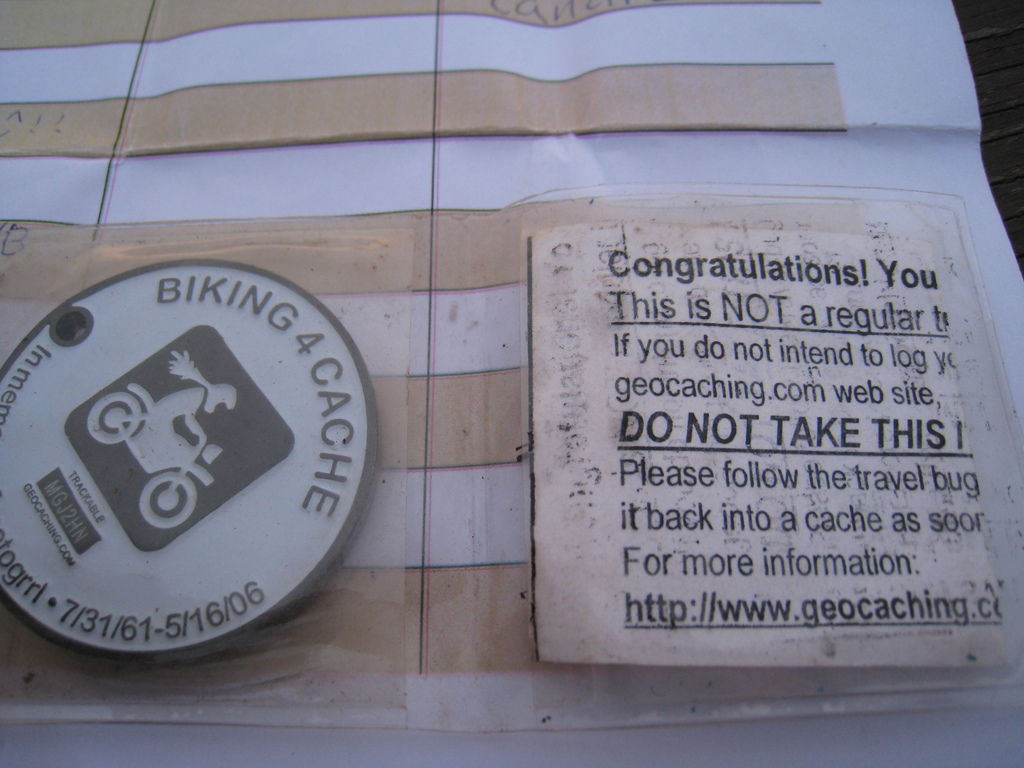 BIKING 4 CACHE
In mem
TRACKABLE
MGJ2HN
GEOCACHING.COM
otogrrl • 7/31/61-5/16/06
Congratulations! You
This is NOT a regular
If you do not intend to log
geocaching.com web site,
DO NOT TAKE THIS
Please follow the travel bug
it back into a cache as soon
For more information:
http://www.geocaching.c